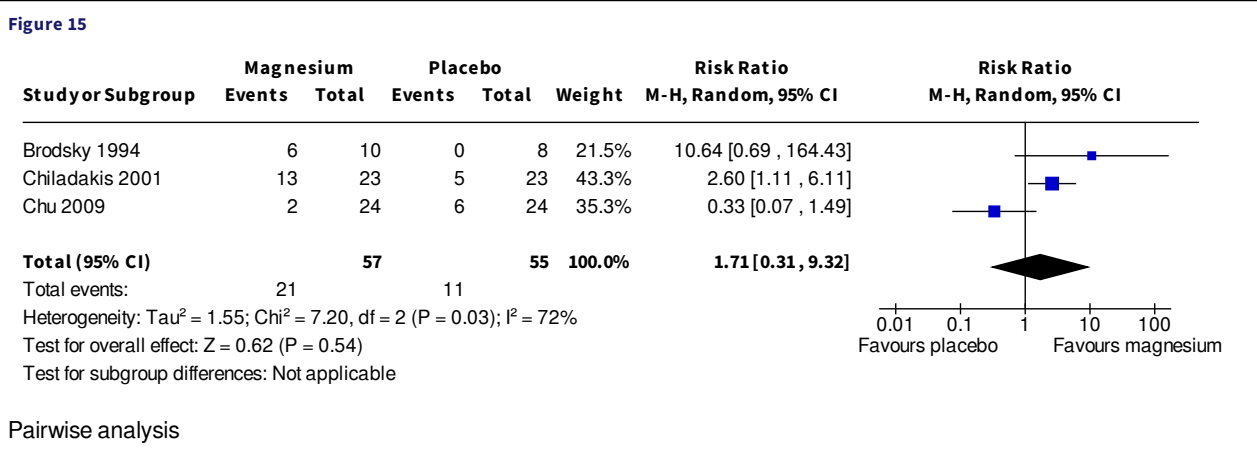 Figure 15
Magnesium Placebo Risk Ratio Risk Ratio
Study or Subgroup Events Total Events Total Weight M-H, Random, 95% CI M-H, Random, 95% CI
Brodsky 1994 6 10 0 8 21.5% 10.64 [0.69 , 164.43]
Chiladakis 2001 13 23 5 23 43.3% 2.60 [1.11 , 6.11]
Chu 2009 2 24 6 24 35.3% 0.33 [0.07 , 1.49]
Total (95% CI) 57 55 100.0% 1.71 [0.31 , 9.32]
Total events: 21 11
Heterogeneity: Tau² = 1.55; Chi² = 7.20, df = 2 (P = 0.03); I² = 72%
0.01 0.1 1 10 100
Test for overall effect: Z = 0.62 (P = 0.54)
Favours placebo Favours magnesium
Test for subgroup differences: Not applicable
Pairwise analysis